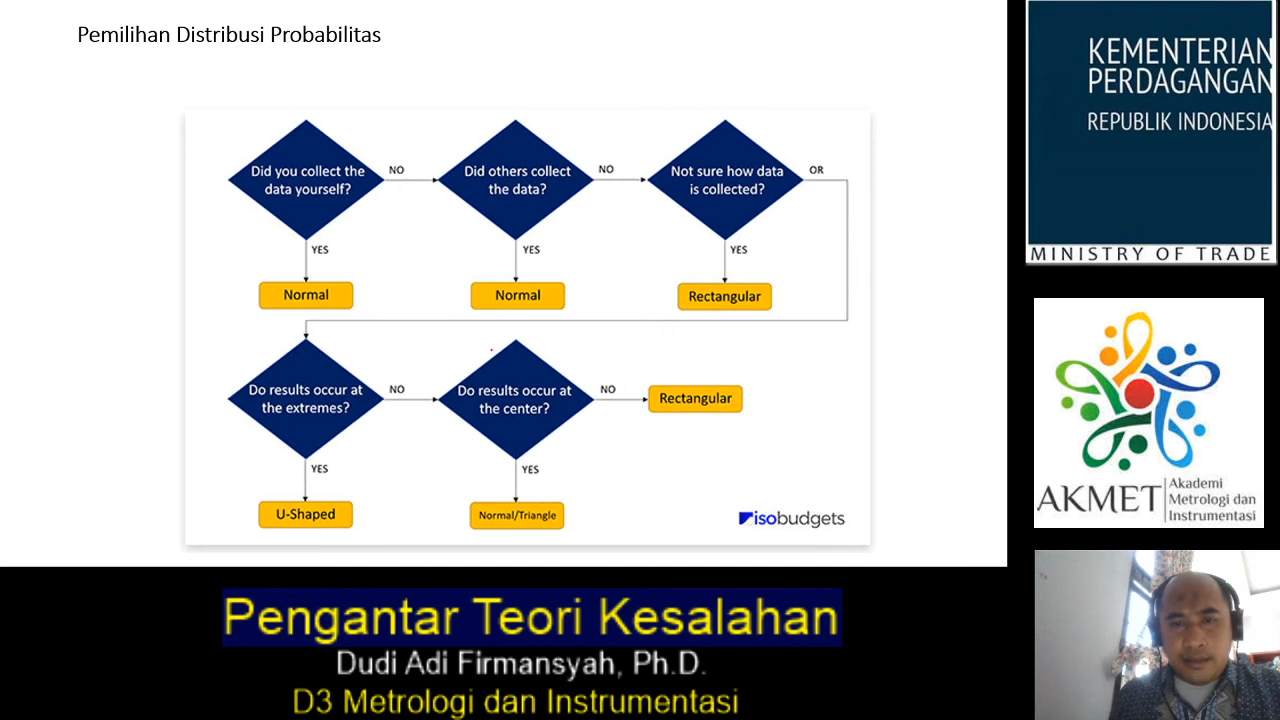 Pemilihan Distribusi Probabilitas
Did you collect the
data yourself?
NO
Did others collect
the data?
NO
Not sure how data
is collected?
OR
YES
YES
YES
Normal
Normal
Rectangular
Do results occur at
the extremes?
NO
Do results occur at
the center?
NO
Rectangular
YES
YES
U-Shaped
Normal/Triangle
isobudgets
KEMENTERIAN
PERDAGANGAN
REPUBLIK INDONESIA
MINISTRY OF TRADE
AKMET
Akademi
Metrologi dan
Instrumentasi
Pengantar Teori Kesalahan
Dudi Adi Firmansyah, Ph.D.
D3 Metrologi dan Instrumentasi